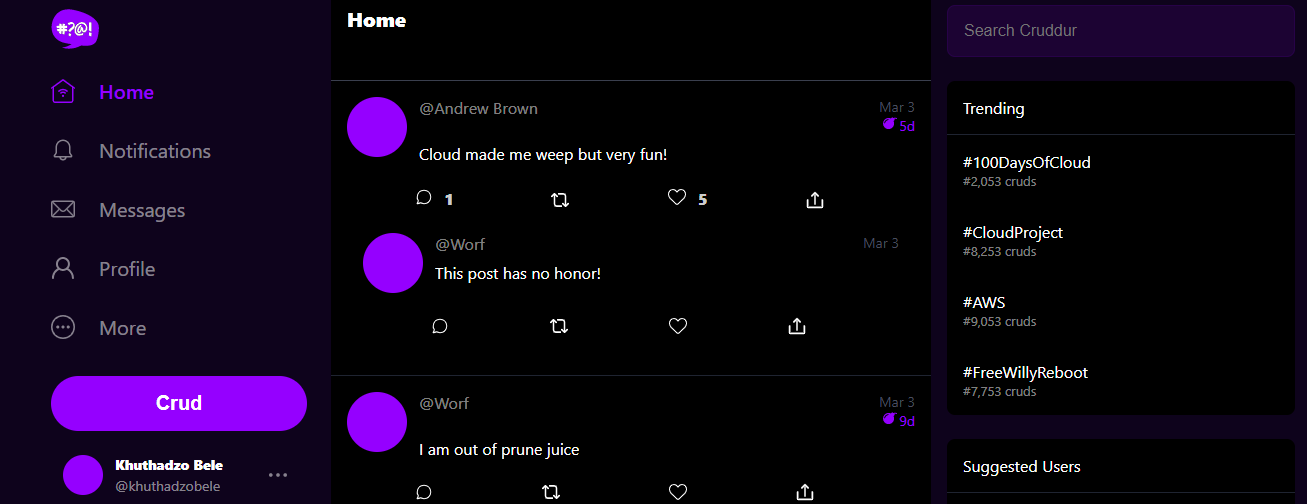 #?@!
Home
Notifications
Messages
Profile
More
Crud
Khuthadzo Bele
@khuthadzobele
Home
@Andrew Brown
Mar 3
5d
Cloud made me weep but very fun!
1
5
@Worf
Mar 3
This post has no honor!
@Worf
Mar 3
9d
I am out of prune juice
Search Cruddur
Trending
#100DaysOfCloud
#2,053 cruds
#CloudProject
#8,253 cruds
#AWS
#9,053 cruds
#FreeWillyReboot
#7,753 cruds
Suggested Users